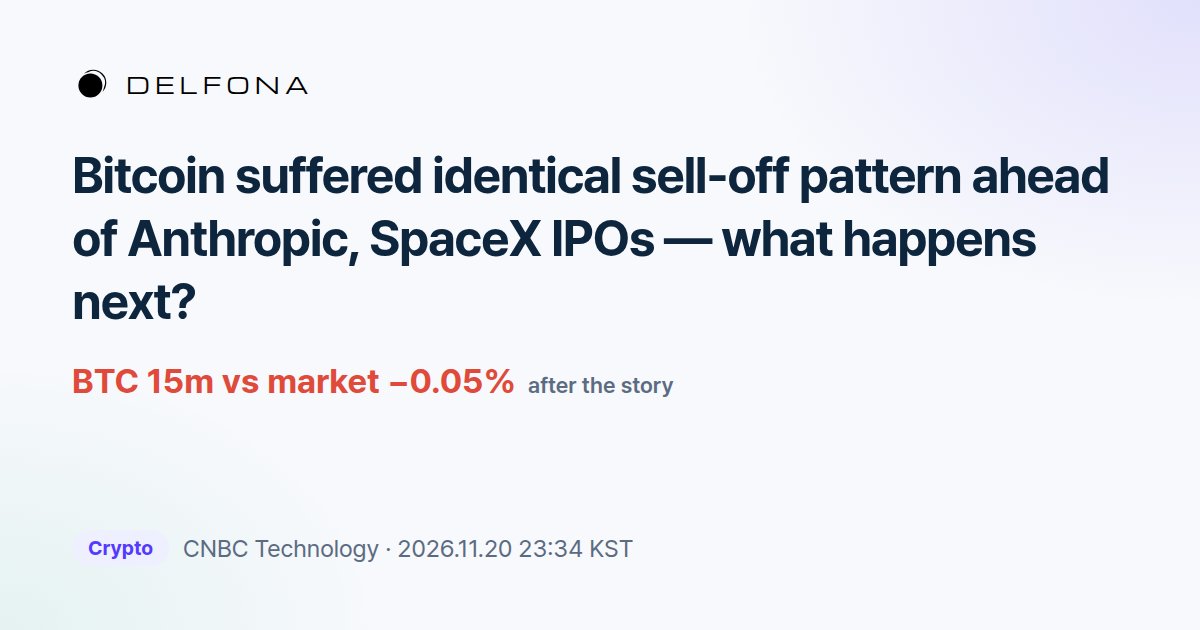 DELFONA
Bitcoin suffered identical sell-off pattern ahead
of Anthropic, SpaceX IPOs — what happens
next?
BTC 15m vs market −0.05% after the story
Crypto CNBC Technology · 2026.11.20 23:34 KST